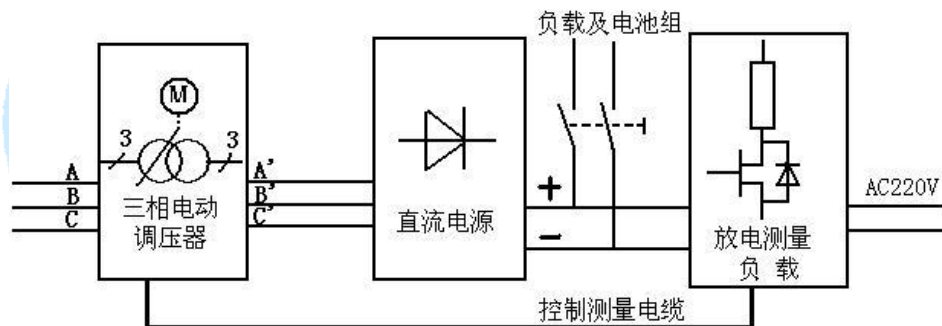 负载及电池组
M
3
3
A
B
C
A'
B'
C'
三相电动
调压器
直流电源
+
−
放电测量
负 载
AC220V
控制测量电缆